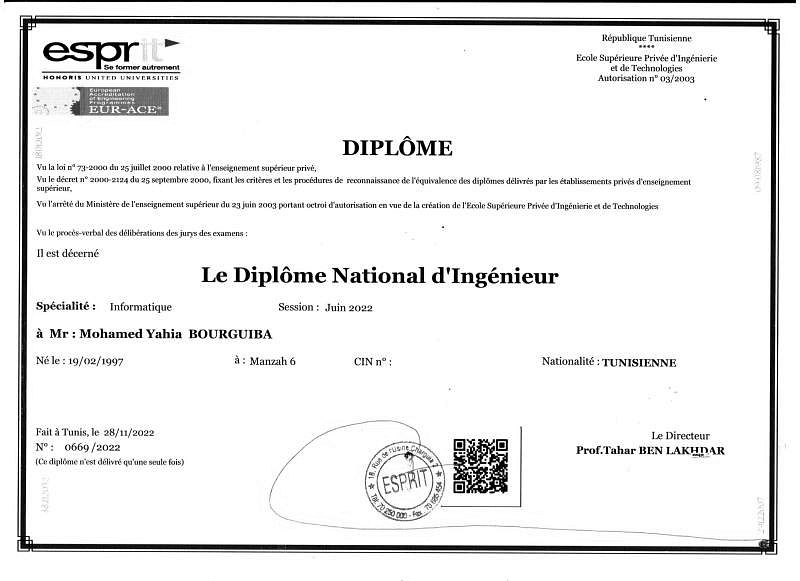 esprit
Se former autrement
HONORIS UNITED UNIVERSITIES
European
Accreditation
of Engineering
Programmes
EUR-ACE®
République Tunisienne
****
Ecole Supérieure Privée d'Ingénierie
et de Technologies
Autorisation n° 03/2003
DIPLÔME
Vu la loi n° 73-2000 du 25 juillet 2000 relative à l'enseignement supérieur privé,
Vu le décret n° 2000-2124 du 25 septembre 2000, fixant les critères et les procédures de reconnaissance de l'équivalence des diplômes délivrés par les établissements privés d'enseignement
supérieur,
Vu l'arrêté du Ministère de l'enseignement supérieur du 23 juin 2003 portant octroi d'autorisation en vue de la création de l'Ecole Supérieure Privée d'Ingénierie et de Technologies
Vu le procès-verbal des délibérations des jurys des examens :
Il est décerné
Le Diplôme National d'Ingénieur
Spécialité : Informatique Session : Juin 2022
à Mr : Mohamed Yahia BOURGUIBA
Né le : 19/02/1997 à : Manzah 6 CIN n° : Nationalité : TUNISIENNE
Fait à Tunis, le 28/11/2022
N° : 0669 /2022
(Ce diplôme n'est délivré qu'une seule fois)
Le Directeur
Prof.Tahar BEN LAKHDAR
18, Rue de l'Usine Charguia 2
ESPRIT